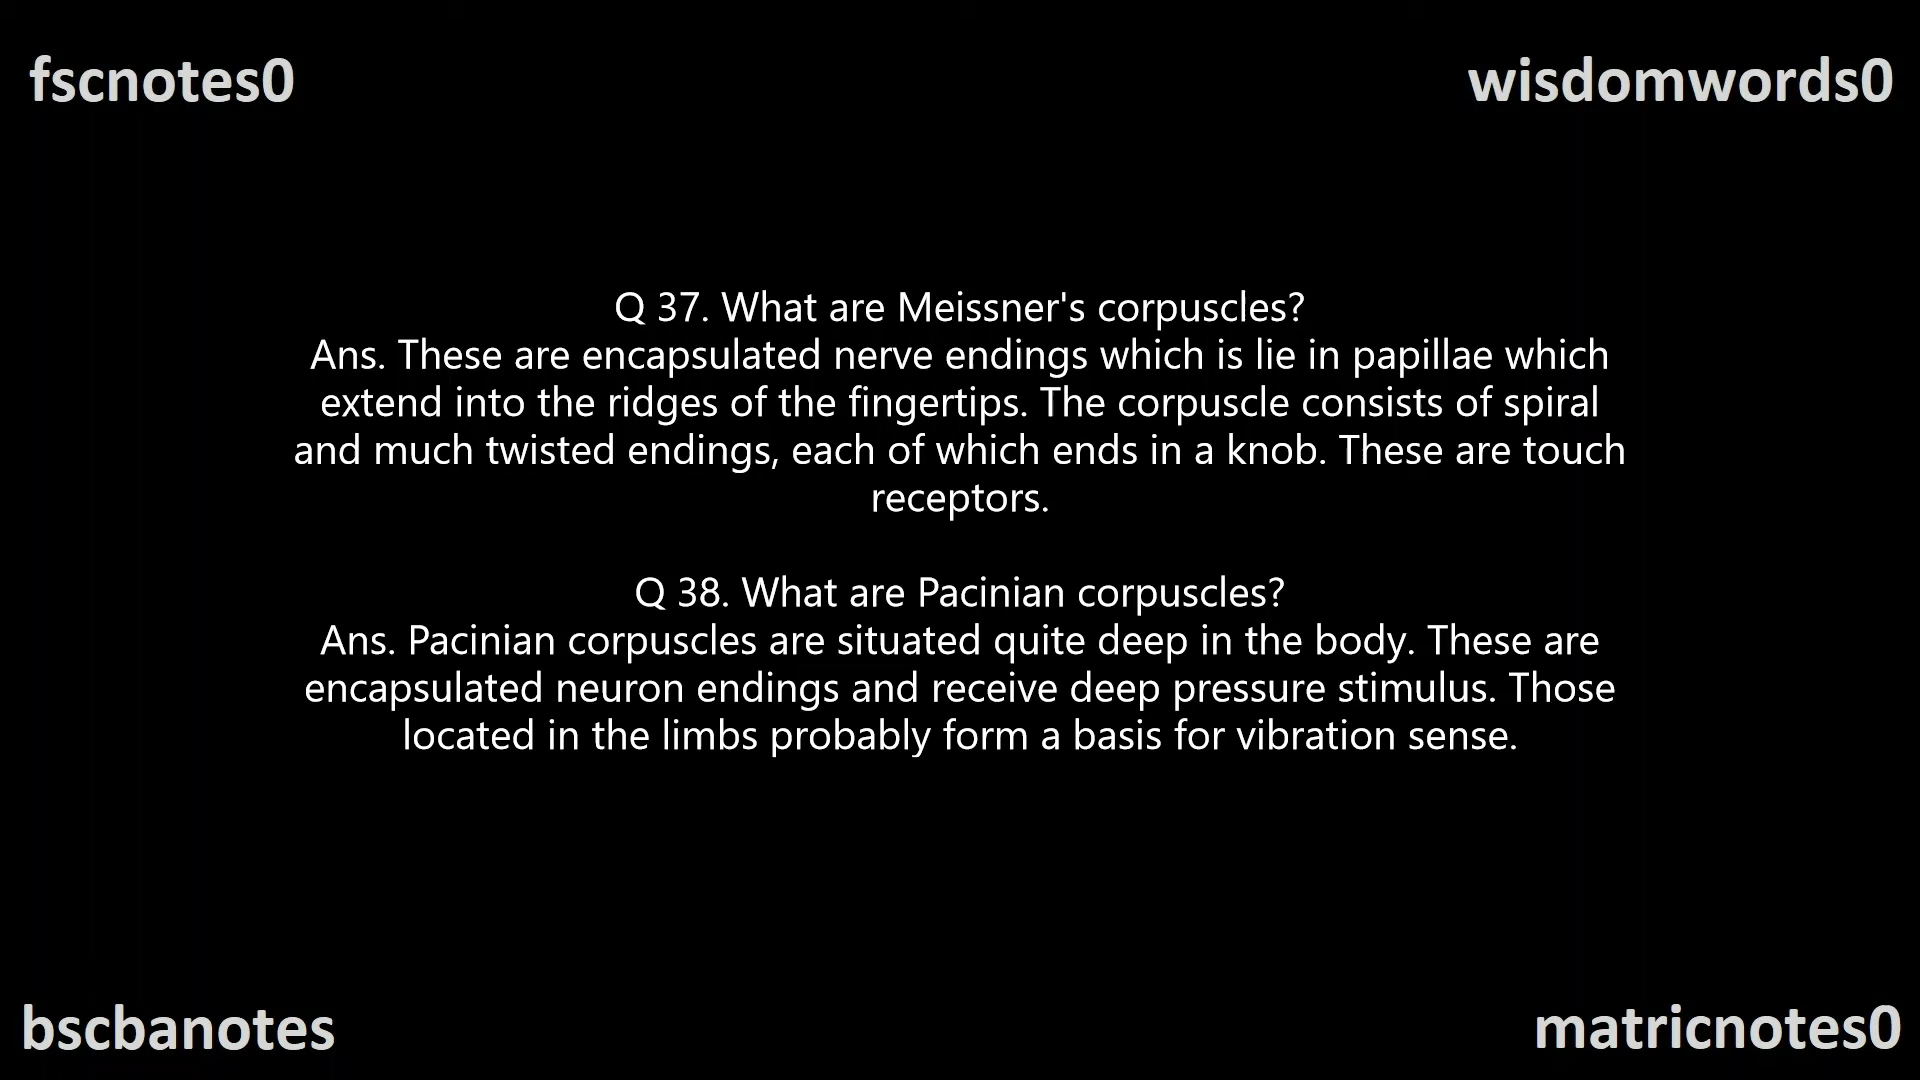 fscnotes0
wisdomwords0
Q 37. What are Meissner's corpuscles?
Ans. These are encapsulated nerve endings which is lie in papillae which
extend into the ridges of the fingertips. The corpuscle consists of spiral
and much twisted endings, each of which ends in a knob. These are touch
receptors.
Q 38. What are Pacinian corpuscles?
Ans. Pacinian corpuscles are situated quite deep in the body. These are
encapsulated neuron endings and receive deep pressure stimulus. Those
located in the limbs probably form a basis for vibration sense.
bscbanotes
matricnotes0